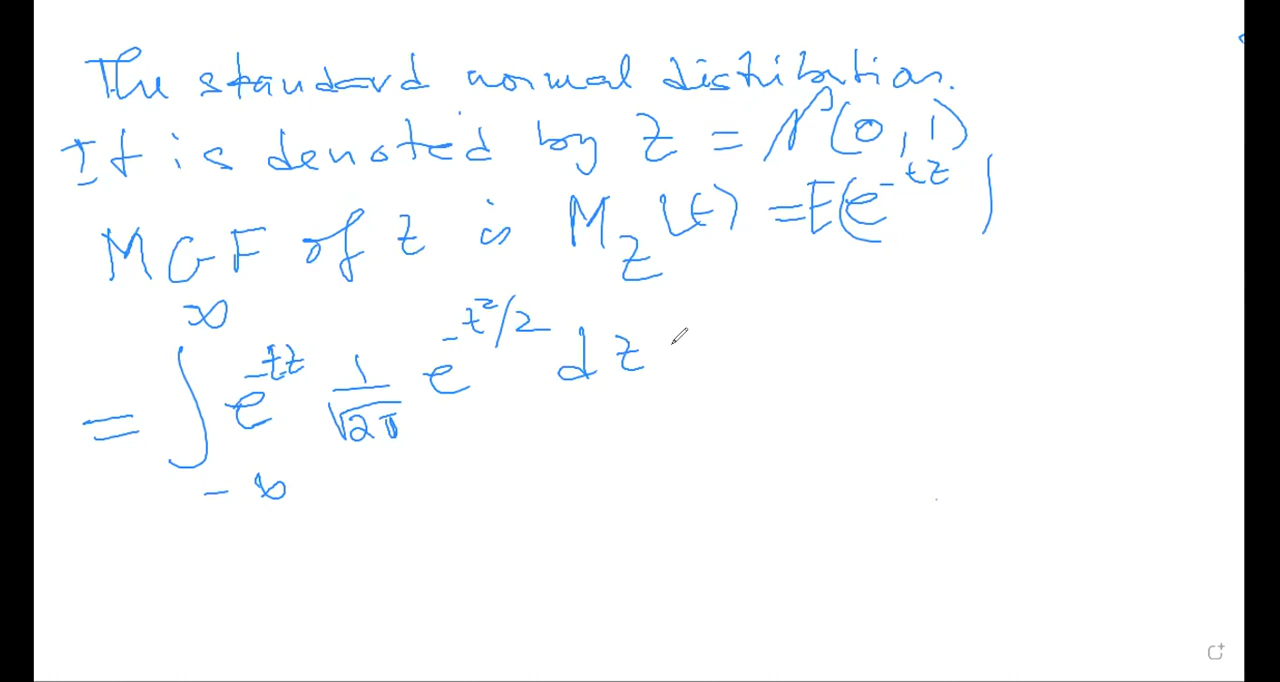 The standard normal distribution.
It is denoted by Z = N(0, 1)
MGF of Z is M_Z(t) = E(e^{-tZ})
= ∫_{-∞}^{∞} e^{-tz} 1/√2π e^{-z²/2} dz